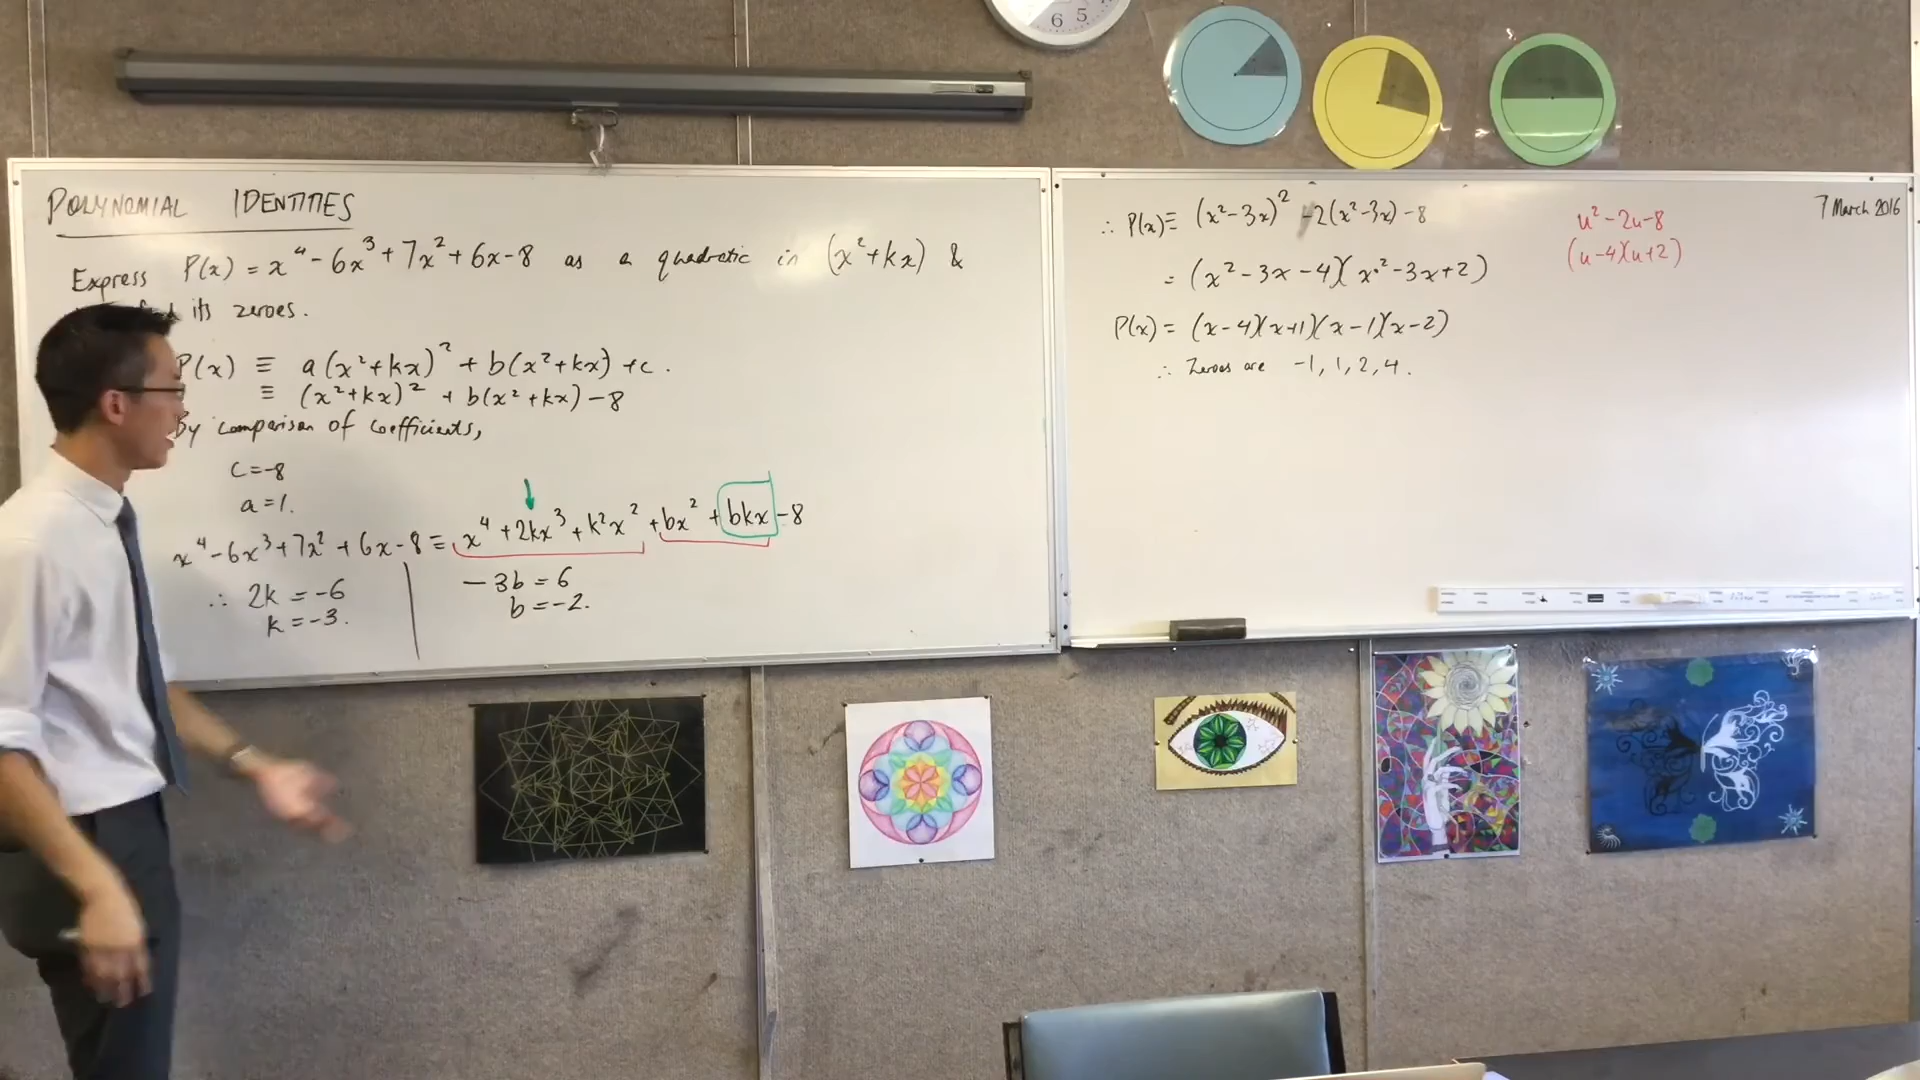 6 5
POLYNOMIAL IDENTITIES
Express P(x) = x⁴ - 6x³ + 7x² + 6x - 8 as a quadratic in (x² + kx) &
its zeroes.
P(x) ≡ a(x² + kx)² + b(x² + kx) + c.
≡ (x² + kx)² + b(x² + kx) - 8
By comparison of coefficients,
c = -8
a = 1.
x⁴ - 6x³ + 7x² + 6x - 8 ≡ x⁴ + 2kx³ + k²x² + bx² + bkx - 8
∴ 2k = -6
k = -3.
- 3b = 6
b = -2.
∴ P(x) ≡ (x² - 3x)² - 2(x² - 3x) - 8
= (x² - 3x - 4)(x² - 3x + 2)
P(x) = (x - 4)(x + 1)(x - 1)(x - 2)
∴ Zeroes are -1, 1, 2, 4.
u² - 2u - 8
(u - 4)(u + 2)
7 March 2016